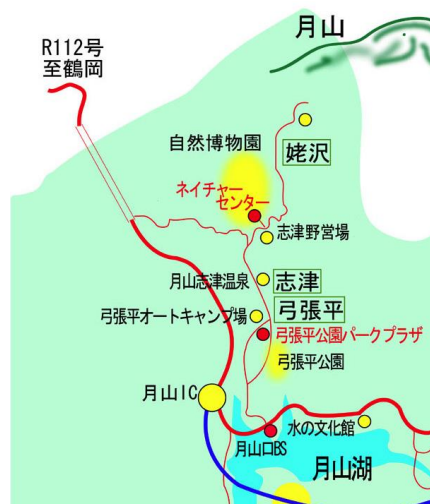 月山
R112号
至鶴岡
自然博物園
姥沢
ネイチャー
センター
志津野営場
月山志津温泉
志津
弓張平
弓張平オートキャンプ場
弓張平公園パークプラザ
弓張平公園
月山IC
水の文化館
月山口BS
月山湖